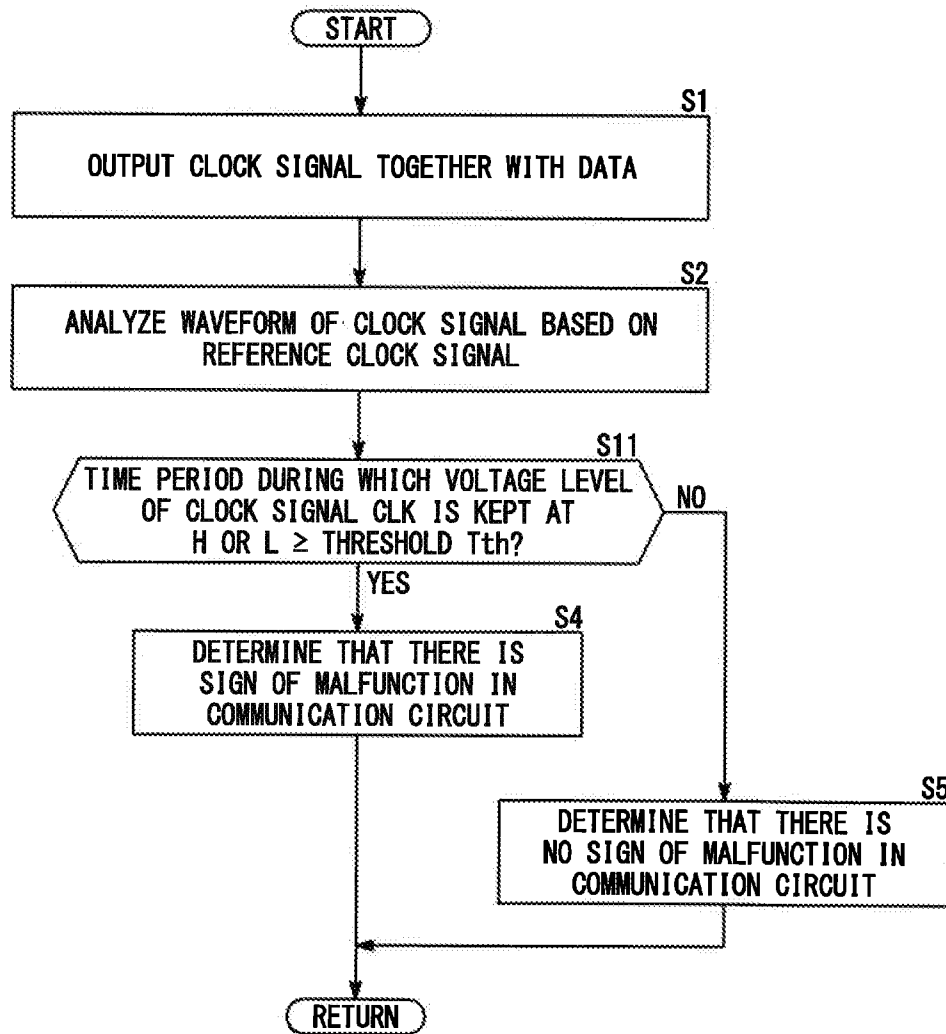 START
S1
OUTPUT CLOCK SIGNAL TOGETHER WITH DATA
S2
ANALYZE WAVEFORM OF CLOCK SIGNAL BASED ON
REFERENCE CLOCK SIGNAL
S11
TIME PERIOD DURING WHICH VOLTAGE LEVEL
OF CLOCK SIGNAL CLK IS KEPT AT
H OR L ≥ THRESHOLD Tth?
NO
YES
S4
DETERMINE THAT THERE IS
SIGN OF MALFUNCTION IN
COMMUNICATION CIRCUIT
S5
DETERMINE THAT THERE IS
NO SIGN OF MALFUNCTION IN
COMMUNICATION CIRCUIT
RETURN